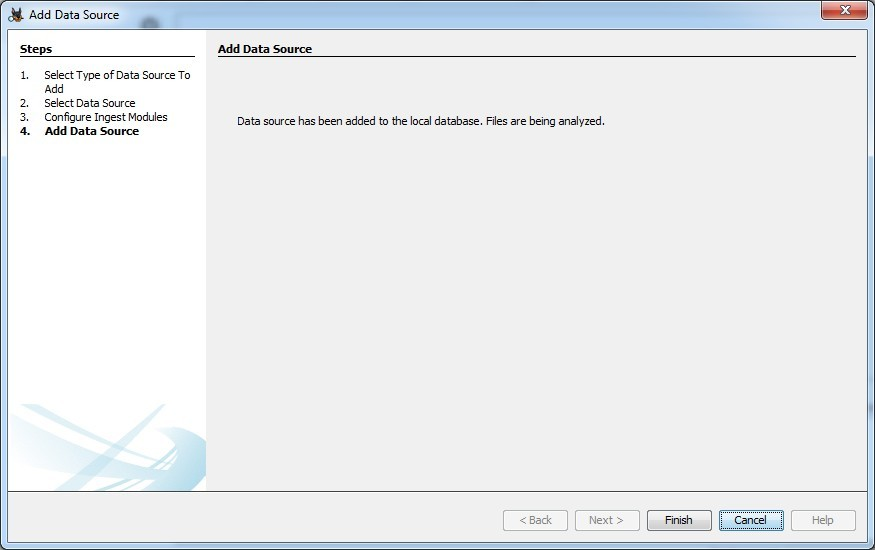 Add Data Source
Steps
1. Select Type of Data Source To
Add
2. Select Data Source
3. Configure Ingest Modules
4. Add Data Source
Add Data Source
Data source has been added to the local database. Files are being analyzed.
< Back Next > Finish Cancel Help